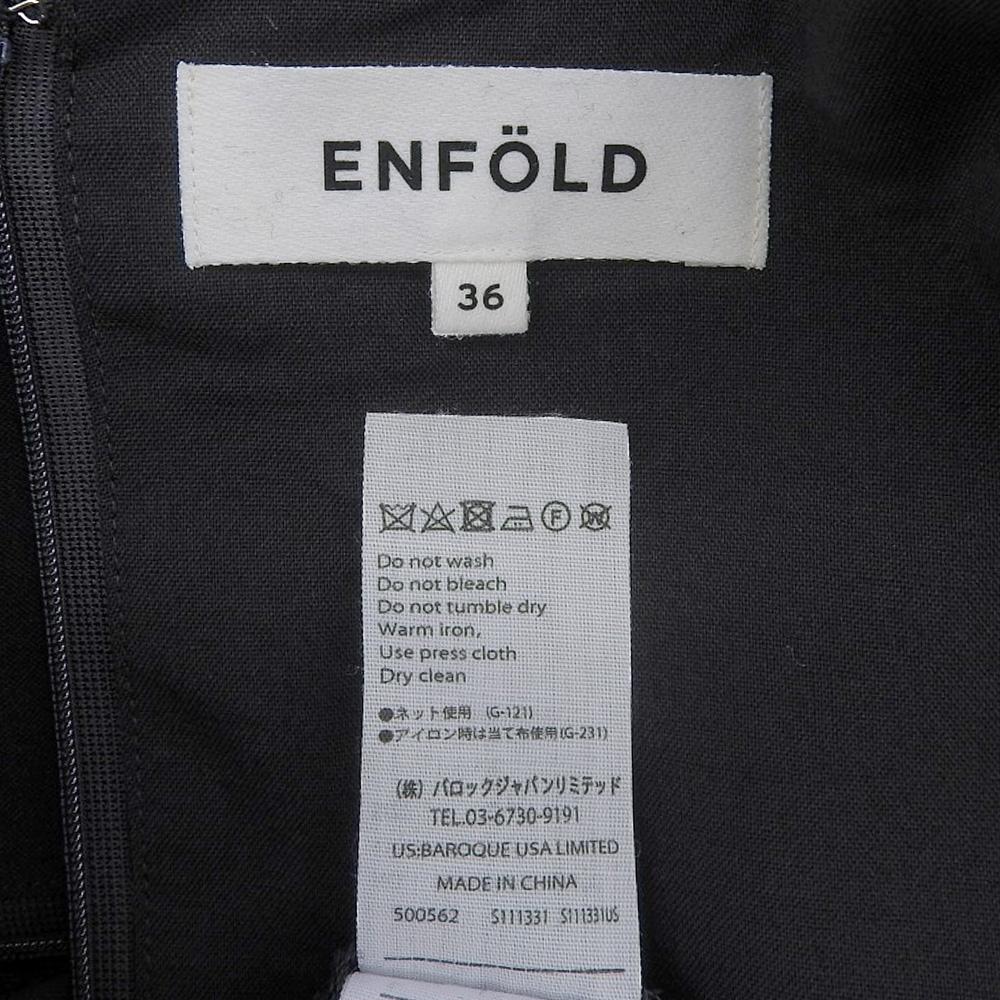 ENFÖLD
36
F W
Do not wash
Do not bleach
Do not tumble dry
Warm iron,
Use press cloth
Dry clean
●ネット使用 (G-121)
●アイロン時は当て布使用(G-231)
(株) バロックジャパンリミテッド
TEL.03-6730-9191
US:BAROQUE USA LIMITED
MADE IN CHINA
500562 S111331 S111331US